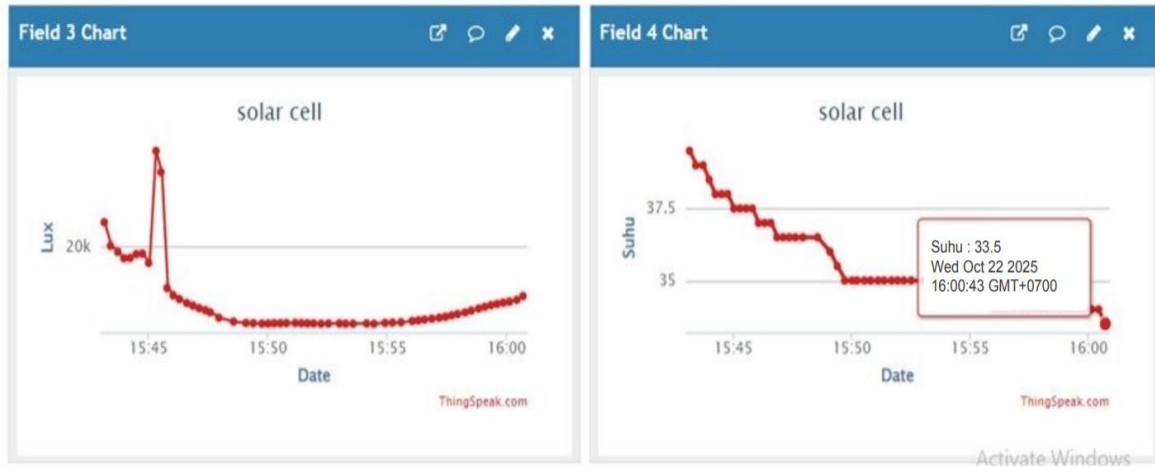 Field 3 Chart
solar cell
Lux
20k
15:45 15:50 15:55 16:00
Date
ThingSpeak.com
Field 4 Chart
solar cell
Suhu
37.5
35
Suhu : 33.5
Wed Oct 22 2025
16:00:43 GMT+0700
15:45 15:50 15:55 16:00
Date
ThingSpeak.com
Activate Windows